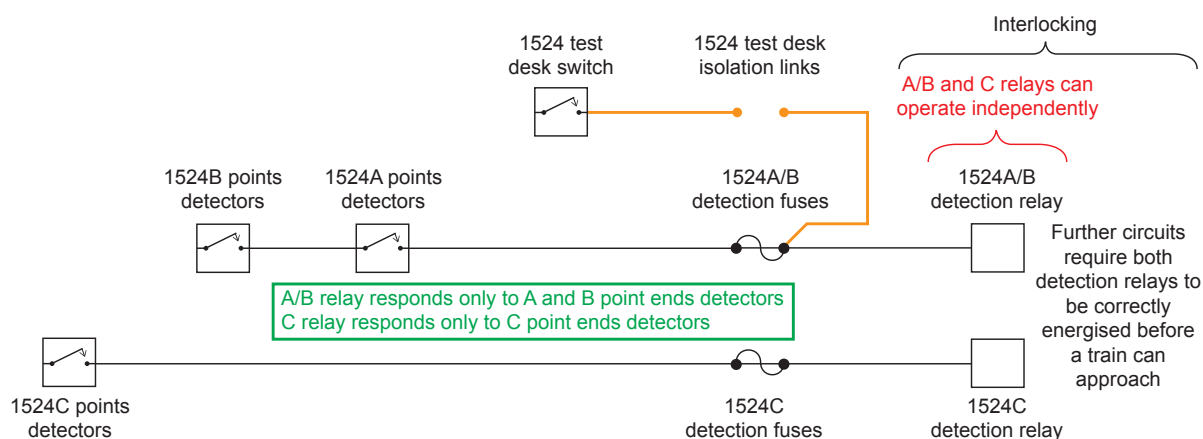 Interlocking
1524 test
desk switch
1524 test desk
isolation links
A/B and C relays can
operate independently
1524B points
detectors
1524A points
detectors
1524A/B
detection fuses
1524A/B
detection relay
Further circuits
require both
detection relays to
be correctly
energised before
a train can
approach
A/B relay responds only to A and B point ends detectors
C relay responds only to C point ends detectors
1524C points
detectors
1524C
detection fuses
1524C
detection relay